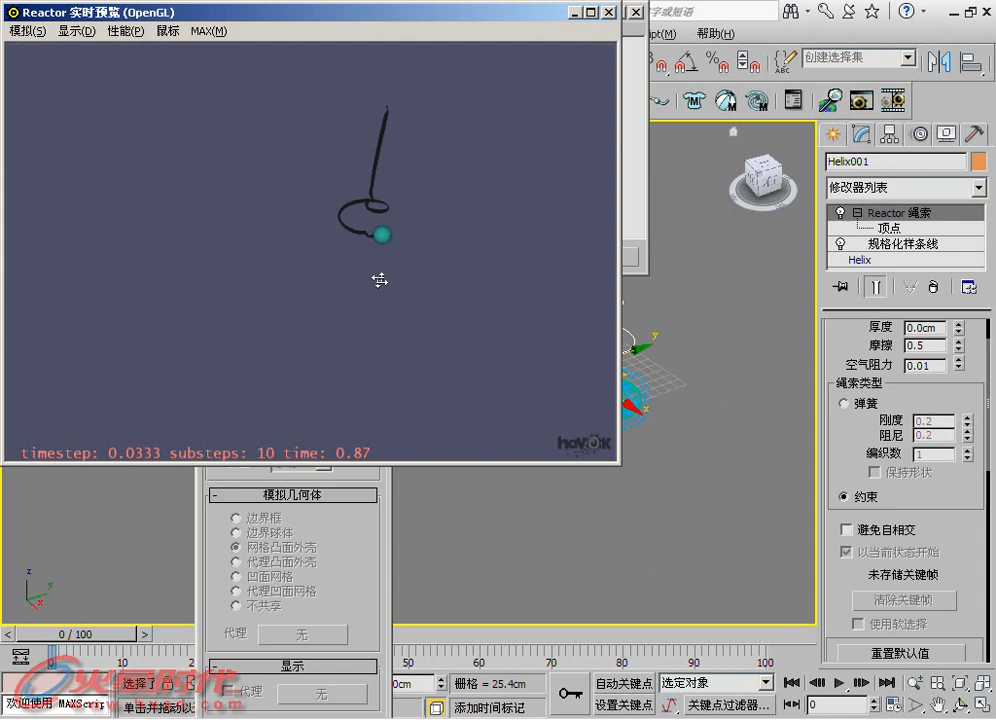 Reactor 实时预览 (OpenGL)
模拟(S) 显示(D) 性能(P) 鼠标 MAX(M)
字或短语
ipt(M) 帮助(H)
创建选择集
ABC
timestep: 0.0333 substeps: 10 time: 0.87
havok
右
y
x
Helix001
修改器列表
Reactor 绳索
顶点
规格化样条线
Helix
厚度 0.0cm
摩擦 0.5
空气阻力 0.01
绳索类型
弹簧
刚度 0.2
阻尼 0.2
编织数 1
保持形状
约束
避免自相交
以当前状态开始
未存储关键帧
清除关键帧
使用软选择
重置默认值
- 模拟几何体
边界框
边界球体
网格凸面外壳
代理凸面外壳
凹面网格
代理凹面网格
不共享
代理 无
- 显示
代理 无
z
y
x
< 0 / 100 >
0 10 2 50 60 70 80 90 100
选择了
0cm 栅格 = 25.4cm 自动关键点 选定对象
欢迎使用 MAXScrip 单击并拖动以
添加时间标记 设置关键点 关键点过滤器... 0